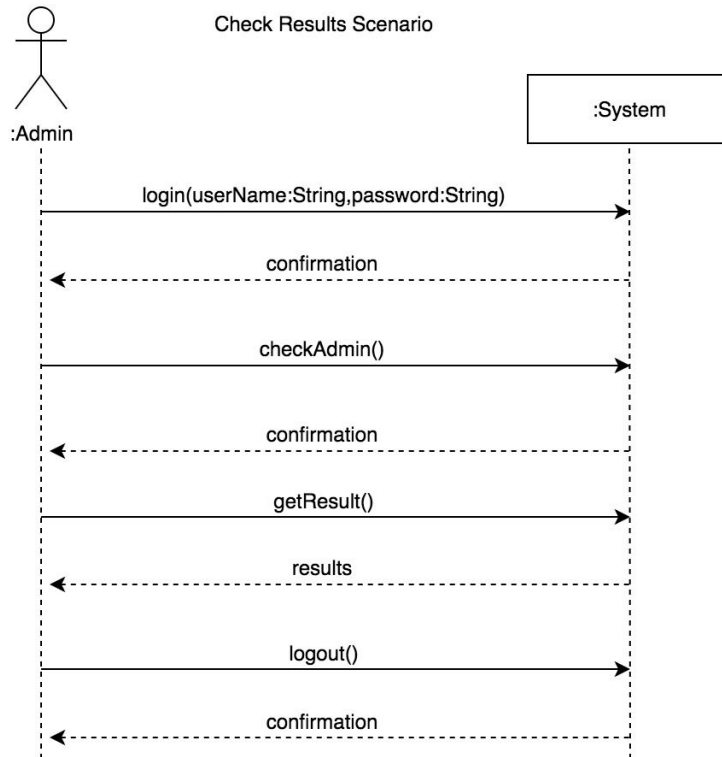 Check Results Scenario
:Admin
:System
login(userName:String,password:String)
confirmation
checkAdmin()
confirmation
getResult()
results
logout()
confirmation